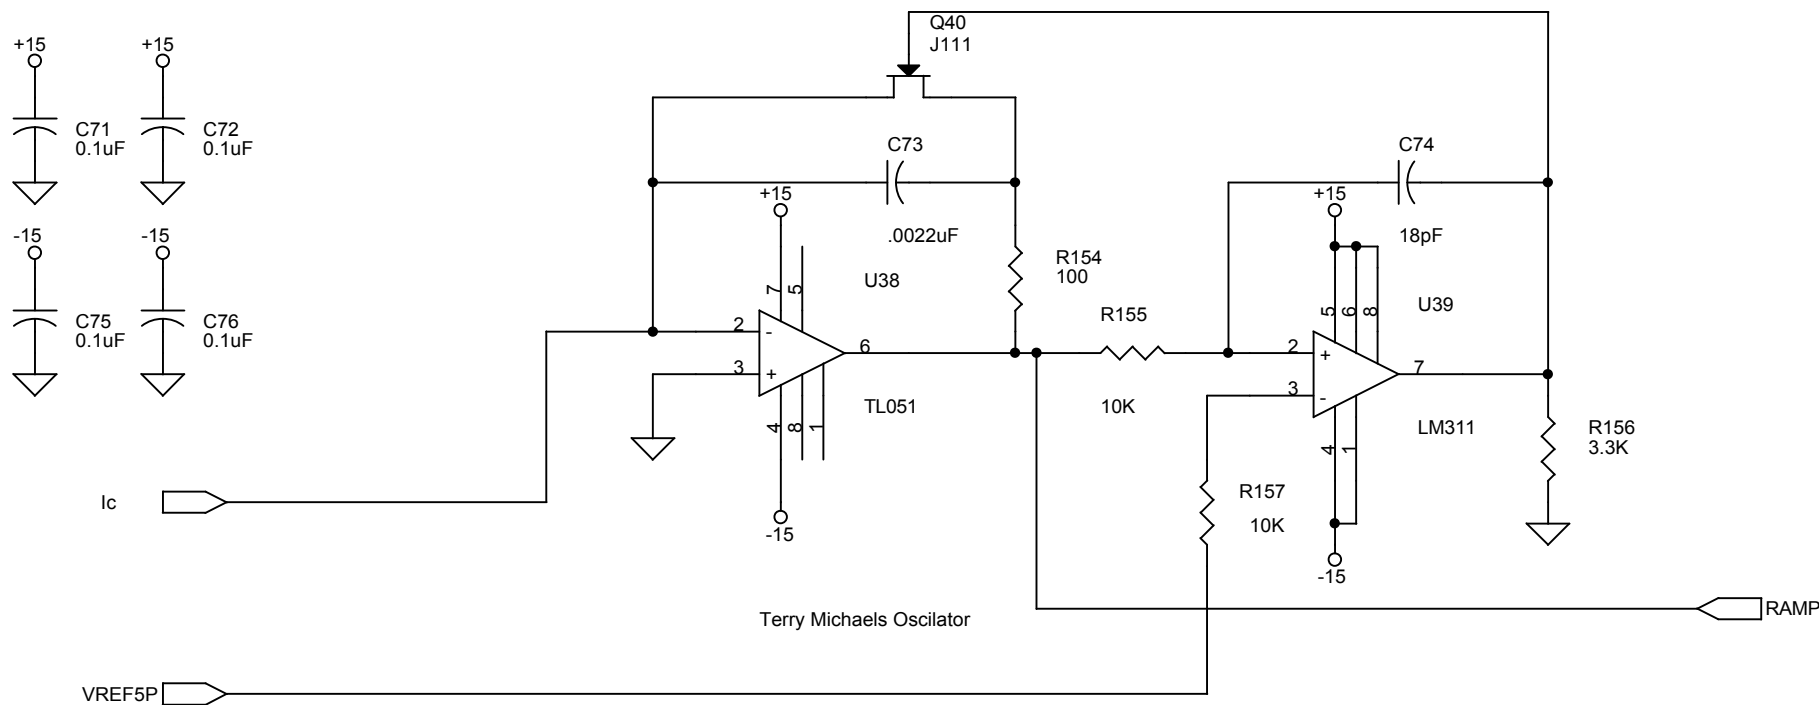 +15
+15
C71
0.1uF
C72
0.1uF
-15
-15
C75
0.1uF
C76
0.1uF
Q40
J111
C73
.0022uF
+15
7
5
U38
2
-
3
+
6
4
8
1
TL051
-15
R154
100
R155
10K
C74
18pF
+15
5
6
8
U39
2
+
3
-
7
4
1
LM311
-15
R156
3.3K
R157
10K
Ic
Terry Michaels Oscilator
RAMP
VREF5P